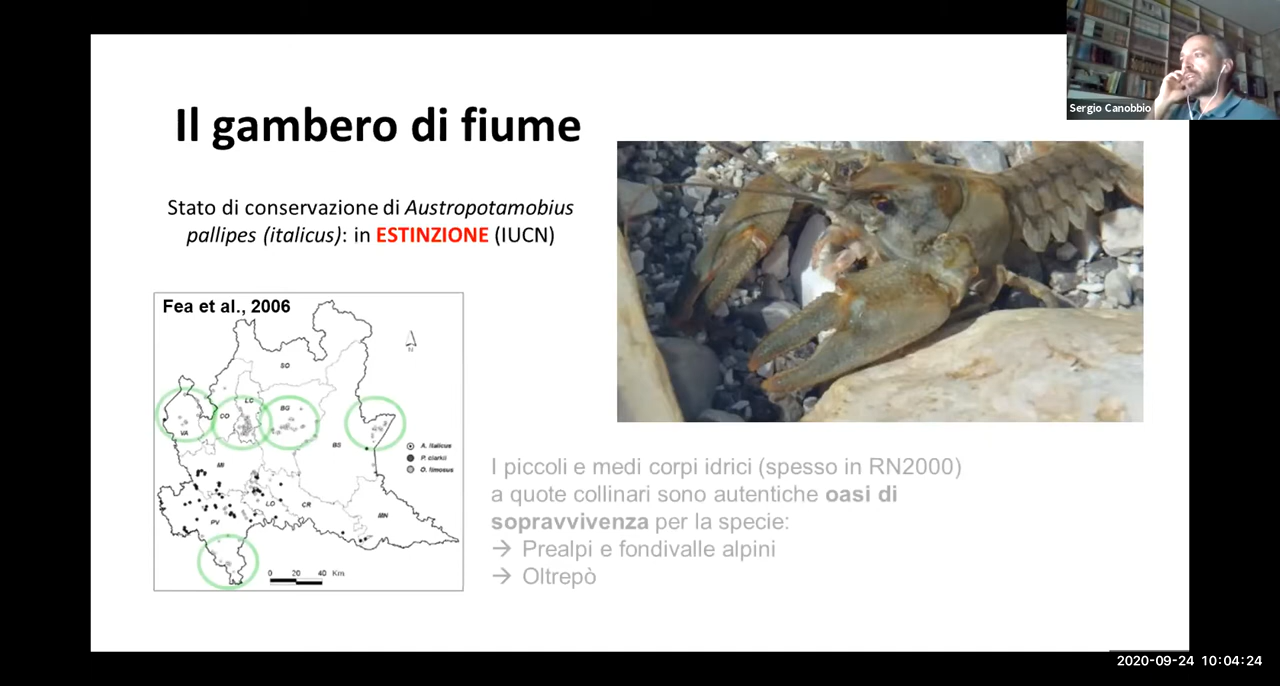 Sergio Canobbio
Il gambero di fiume
Stato di conservazione di Austropotamobius
pallipes (italicus): in ESTINZIONE (IUCN)
Fea et al., 2006
SO
LC
CO
BG
VA
BS
A. italicus
P. clarkii
O. limosus
MI
LO
CR
MN
PV
0 20 40 Km
I piccoli e medi corpi idrici (spesso in RN2000)
a quote collinari sono autentiche oasi di
sopravvivenza per la specie:
→ Prealpi e fondivalle alpini
→ Oltrepò
2020-09-24 10:04:24